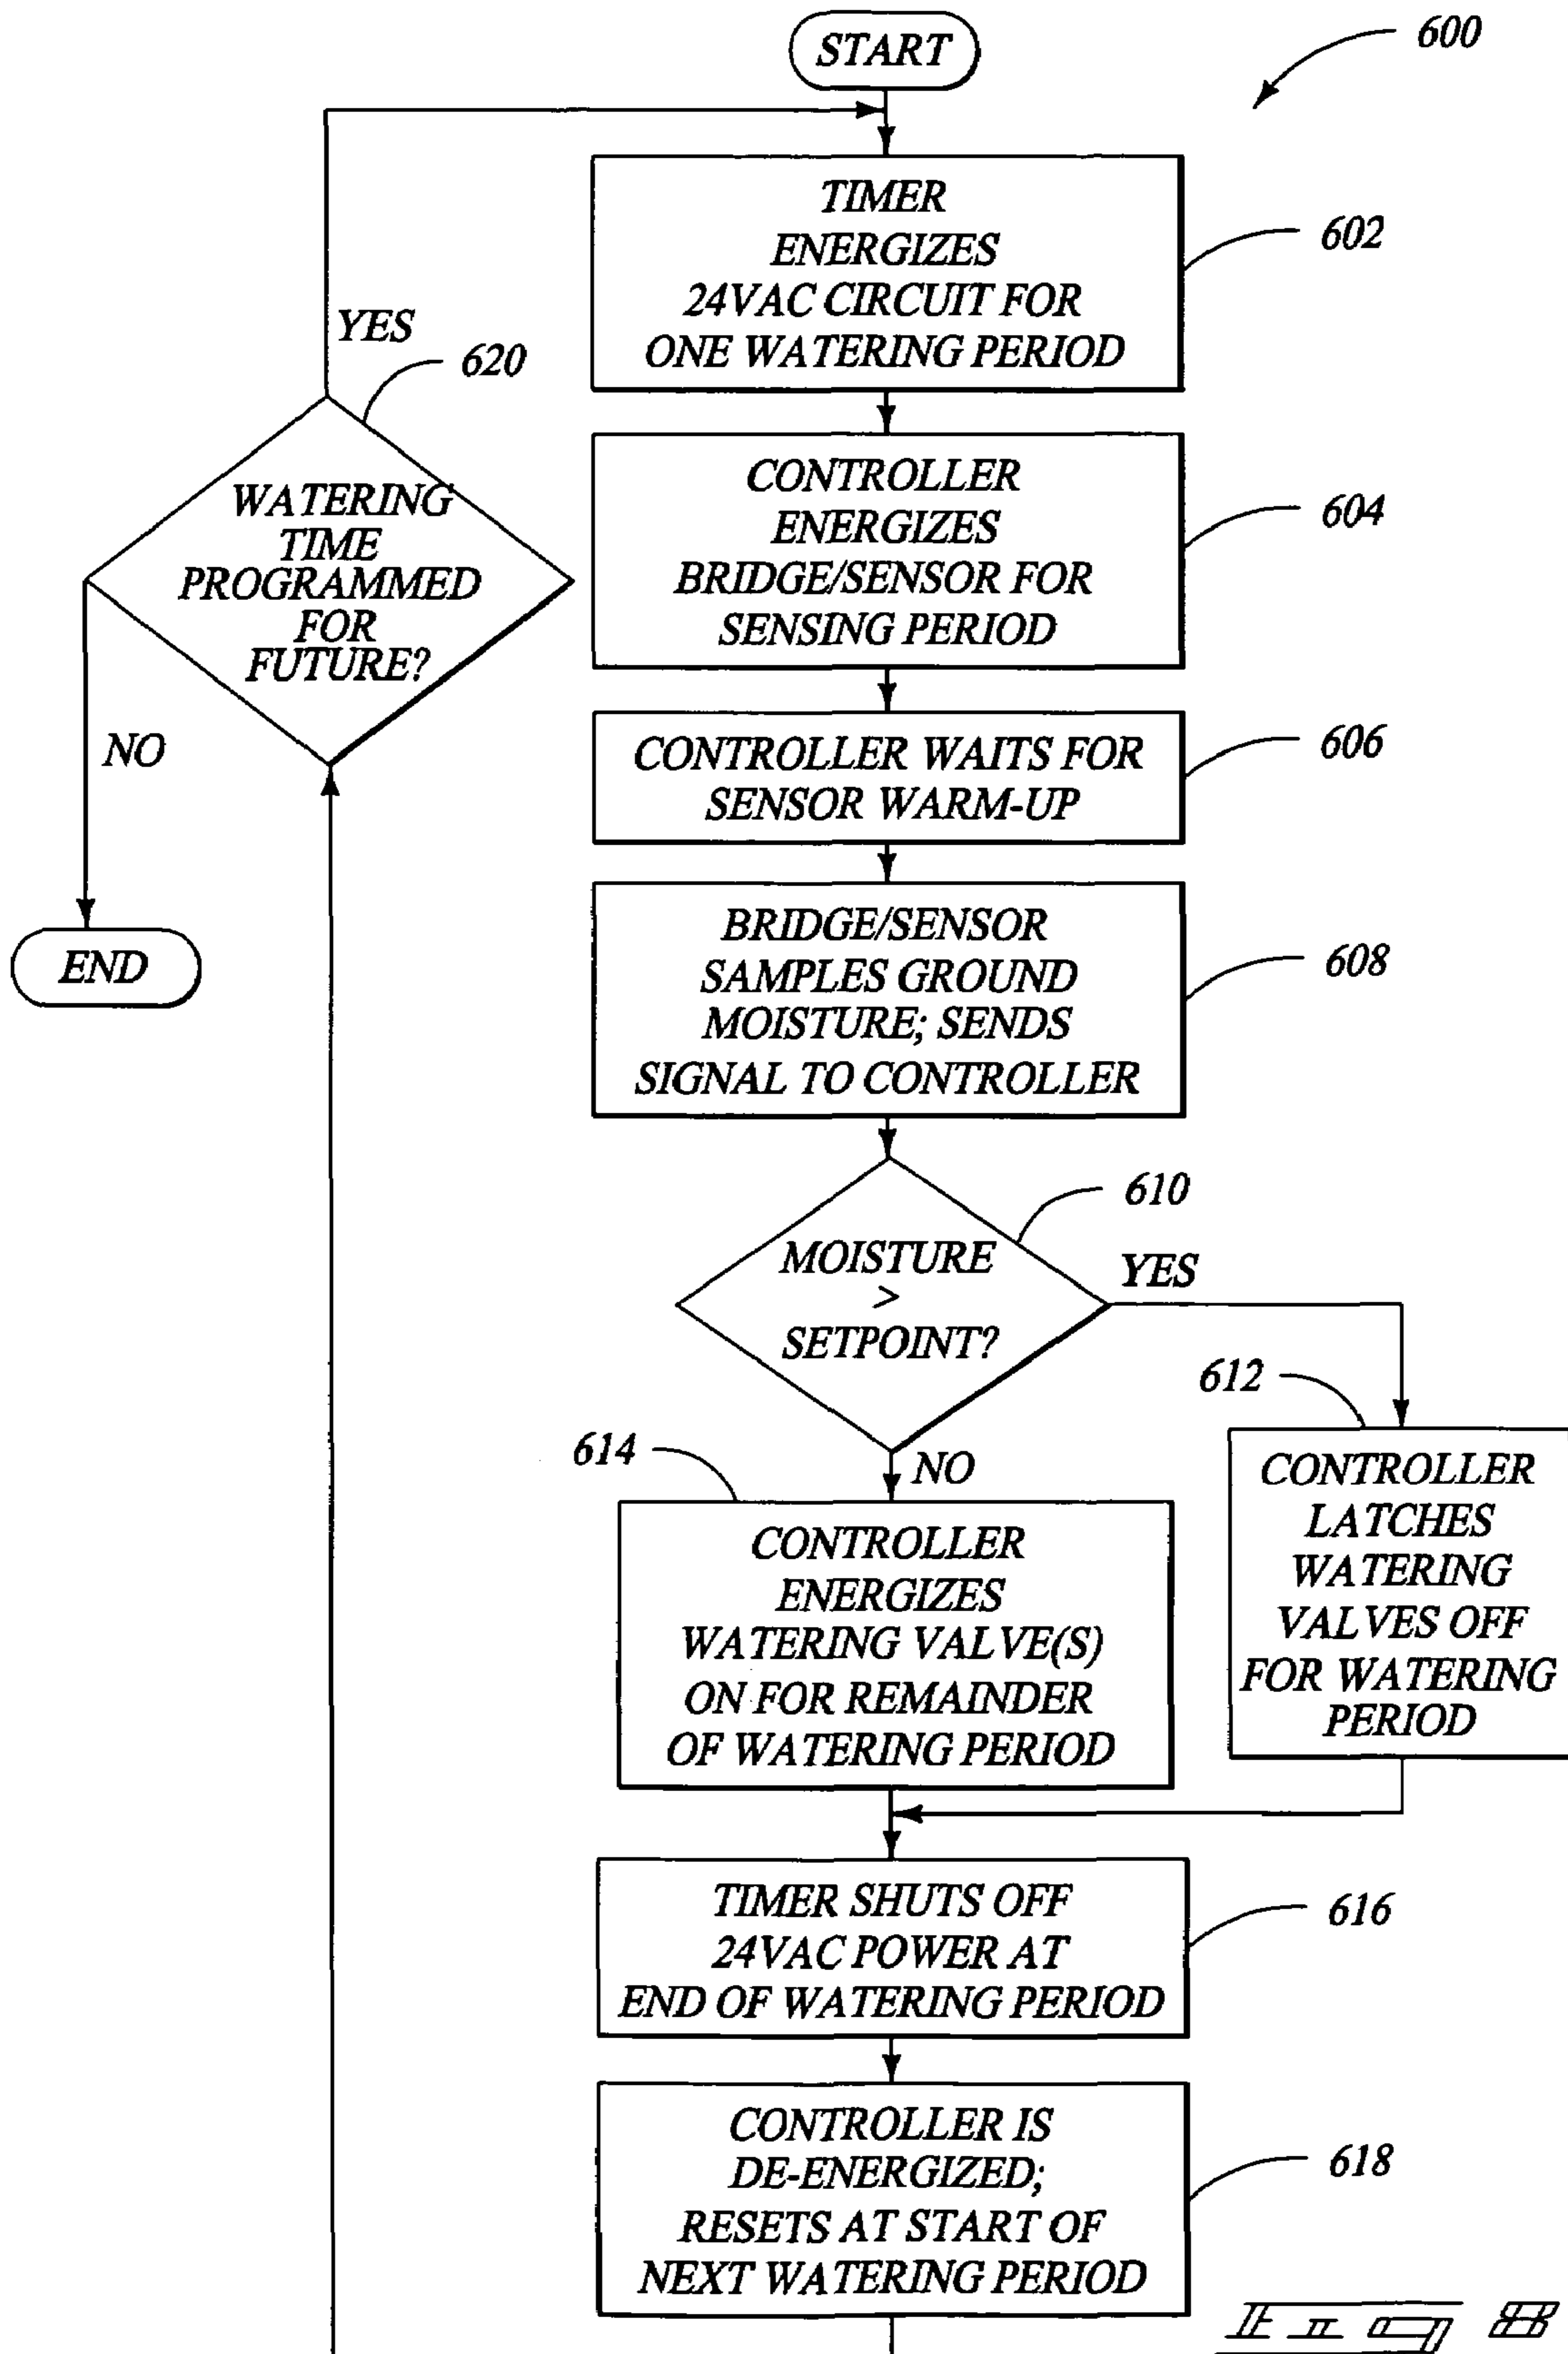 START
600
TIMER
ENERGIZES
24VAC CIRCUIT FOR
ONE WATERING PERIOD
602
YES
620
WATERING
TIME
PROGRAMMED
FOR
FUTURE?
NO
END
CONTROLLER
ENERGIZES
BRIDGE/SENSOR FOR
SENSING PERIOD
604
CONTROLLER WAITS FOR
SENSOR WARM-UP
606
BRIDGE/SENSOR
SAMPLES GROUND
MOISTURE; SENDS
SIGNAL TO CONTROLLER
608
MOISTURE
>
SETPOINT?
610
YES
612
CONTROLLER
LATCHES
WATERING
VALVES OFF
FOR WATERING
PERIOD
NO
614
CONTROLLER
ENERGIZES
WATERING VALVE(S)
ON FOR REMAINDER
OF WATERING PERIOD
TIMER SHUTS OFF
24VAC POWER AT
END OF WATERING PERIOD
616
CONTROLLER IS
DE-ENERGIZED;
RESETS AT START OF
NEXT WATERING PERIOD
618
Fig 8